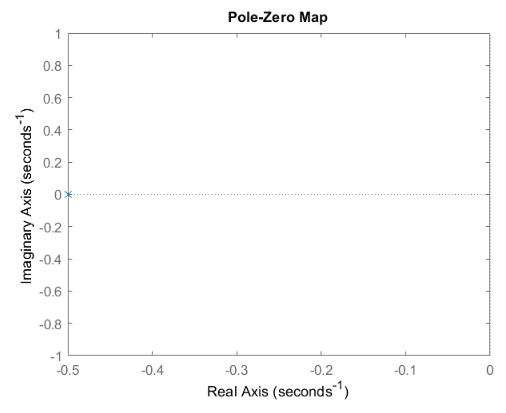 Pole-Zero Map
1
0.8
0.6
0.4
0.2
0
-0.2
-0.4
-0.6
-0.8
-1
Imaginary Axis (seconds⁻¹)
-0.5 -0.4 -0.3 -0.2 -0.1 0
Real Axis (seconds⁻¹)